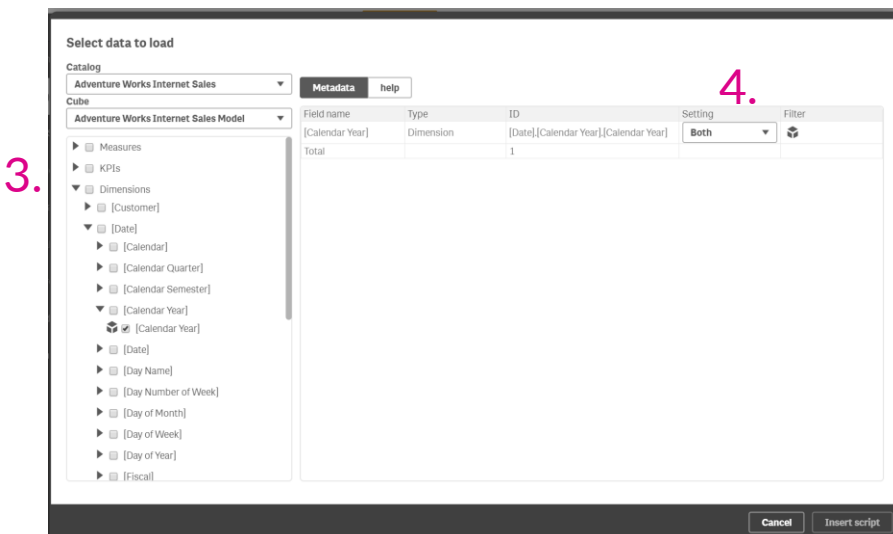 Select data to load
Catalog
Adventure Works Internet Sales
Cube
Adventure Works Internet Sales Model
3.
Measures
KPIs
Dimensions
[Customer]
[Date]
[Calendar]
[Calendar Quarter]
[Calendar Semester]
[Calendar Year]
[Calendar Year]
[Date]
[Day Name]
[Day Number of Week]
[Day of Month]
[Day of Week]
[Day of Year]
[Fiscal]
Metadata help
4.
Field name Type ID Setting Filter
[Calendar Year] Dimension [Date].[Calendar Year].[Calendar Year] Both
Total 1
Cancel Insert script